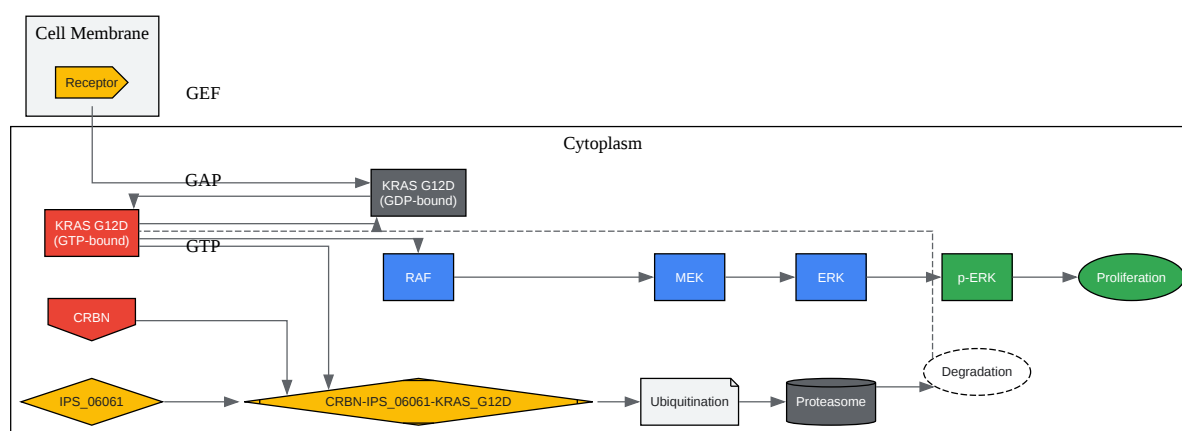 Cell Membrane
Receptor
GEF
Cytoplasm
GAP
KRAS G12D
(GDP-bound)
KRAS G12D
(GTP-bound)
GTP
RAF
MEK
ERK
p-ERK
Proliferation
CRBN
IPS_06061
CRBN-IPS_06061-KRAS_G12D
Ubiquitination
Proteasome
Degradation